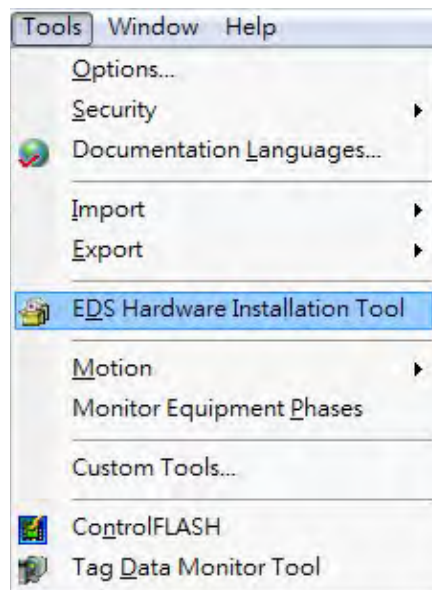 Tools Window Help
Options...
Security
Documentation Languages...
Import
Export
EDS Hardware Installation Tool
Motion
Monitor Equipment Phases
Custom Tools...
ControlFLASH
Tag Data Monitor Tool